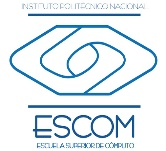 INSTITUTO POLITÉCNICO NACIONAL
ESCOM
ESCUELA SUPERIOR DE CÓMPUTO